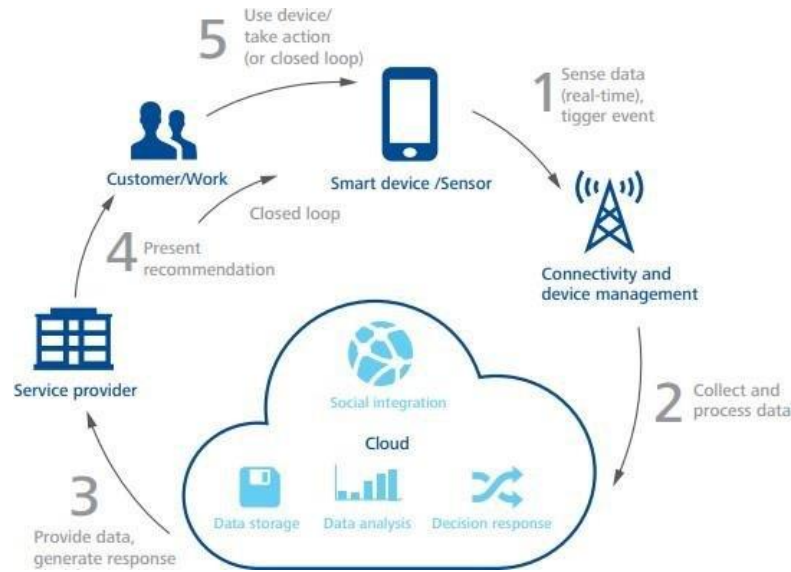 5
Use device/
take action
(or closed loop)
1
Sense data
(real-time),
tigger event
Customer/Work
Smart device /Sensor
Closed loop
4
Present
recommendation
Connectivity and
device management
Service provider
Social integration
2
Collect and
process data
Cloud
3
Data storage
Data analysis
Decision response
Provide data,
generate response